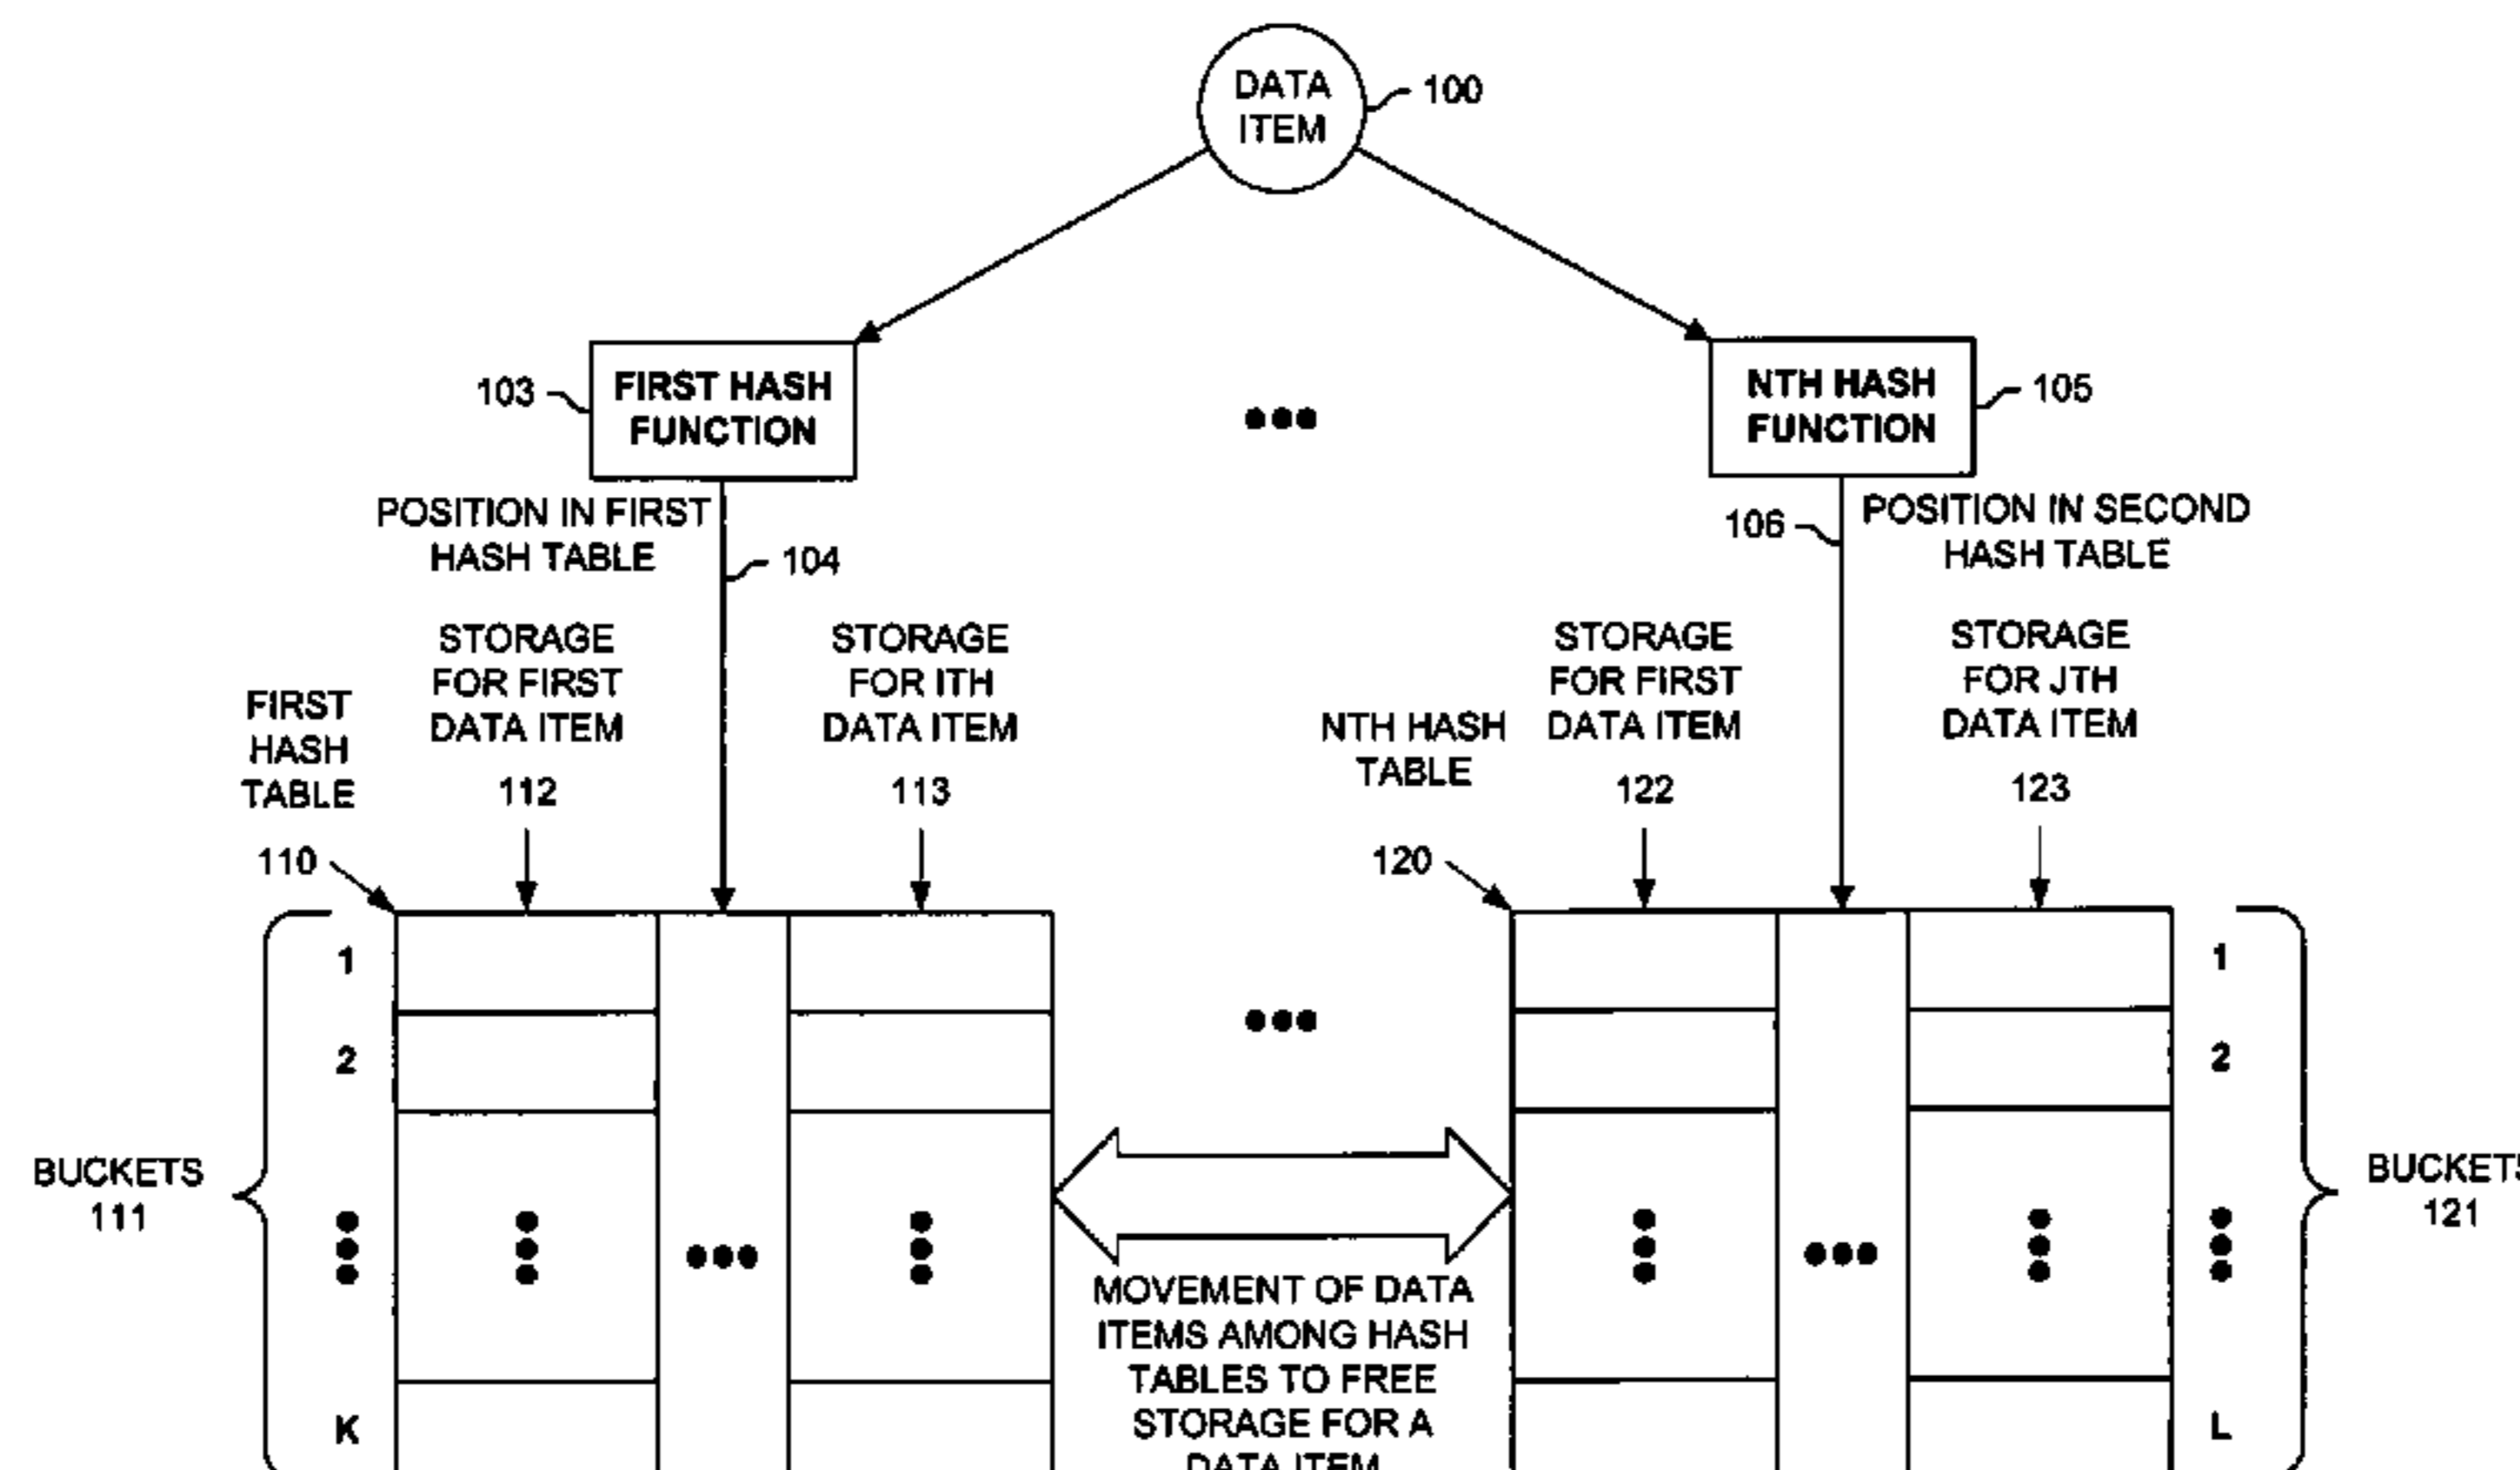 DATA
ITEM
100
103
FIRST HASH
FUNCTION
NTH HASH
FUNCTION
105
POSITION IN FIRST
HASH TABLE
104
106
POSITION IN SECOND
HASH TABLE
FIRST
HASH
TABLE
110
STORAGE
FOR FIRST
DATA ITEM
112
STORAGE
FOR ITH
DATA ITEM
113
NTH HASH
TABLE
120
STORAGE
FOR FIRST
DATA ITEM
122
STORAGE
FOR JTH
DATA ITEM
123
BUCKETS
111
1
2
K
MOVEMENT OF DATA
ITEMS AMONG HASH
TABLES TO FREE
STORAGE FOR A
DATA ITEM
1
2
L
BUCKETS
121